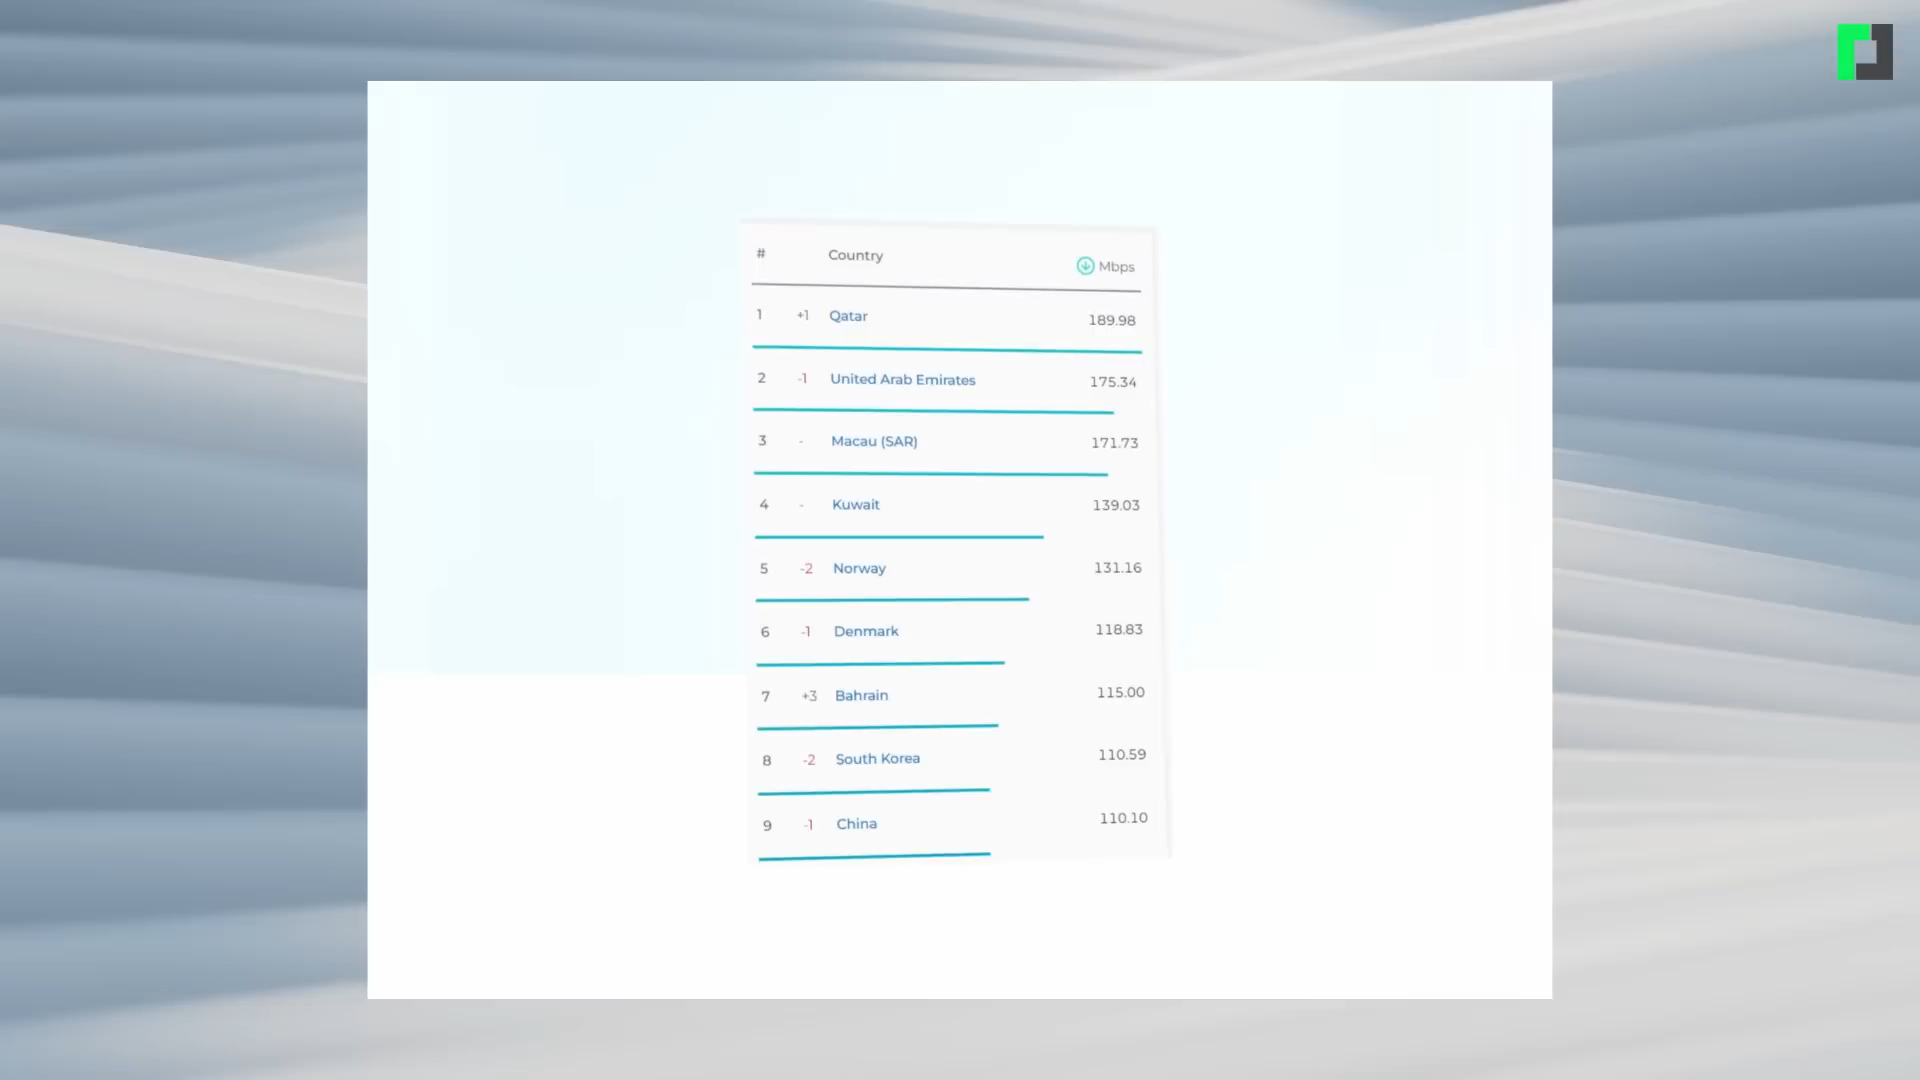 # Country Mbps
1 +1 Qatar 189.98
2 -1 United Arab Emirates 175.34
3 - Macau (SAR) 171.73
4 - Kuwait 139.03
5 -2 Norway 131.16
6 -1 Denmark 118.83
7 +3 Bahrain 115.00
8 -2 South Korea 110.59
9 -1 China 110.10